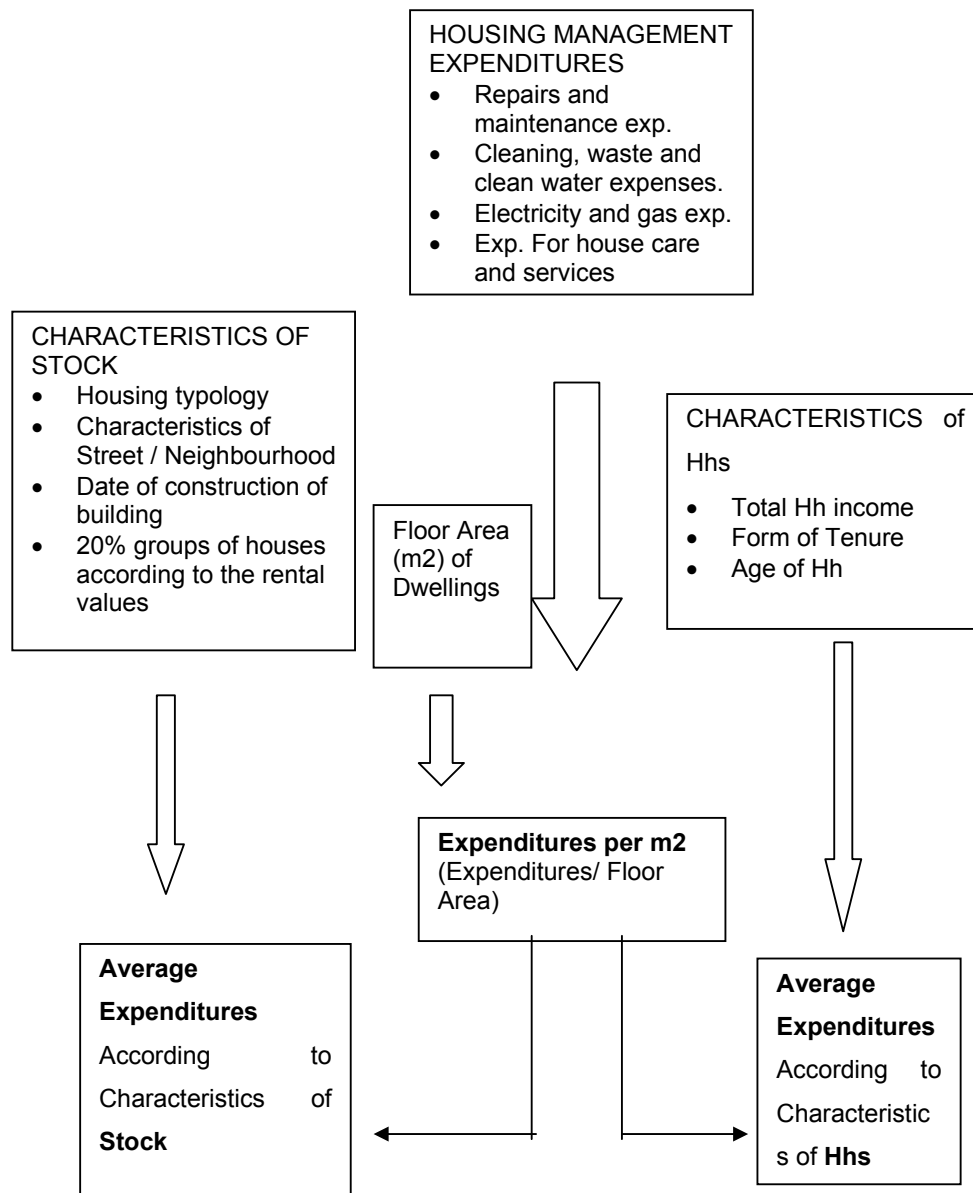 HOUSING MANAGEMENT
EXPENDITURES
• Repairs and
maintenance exp.
• Cleaning, waste and
clean water expenses.
• Electricity and gas exp.
• Exp. For house care
and services
CHARACTERISTICS OF
STOCK
• Housing typology
• Characteristics of
Street / Neighbourhood
• Date of construction of
building
• 20% groups of houses
according to the rental
values
Floor Area
(m2) of
Dwellings
CHARACTERISTICS of
Hhs
• Total Hh income
• Form of Tenure
• Age of Hh
Expenditures per m2
(Expenditures/ Floor
Area)
Average
Expenditures
According to
Characteristics of
Stock
Average
Expenditures
According to
Characteristic
s of Hhs